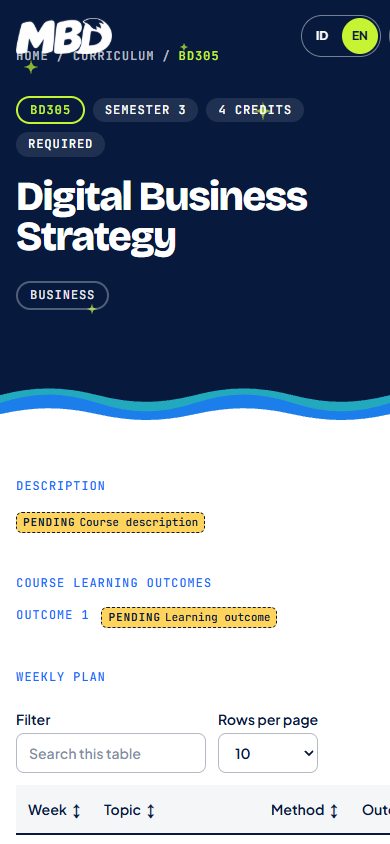 MBD
ID EN
HOME / CURRICULUM / BD305
BD305 SEMESTER 3 4 CREDITS
REQUIRED
Digital Business
Strategy
BUSINESS
DESCRIPTION
PENDING Course description
COURSE LEARNING OUTCOMES
OUTCOME 1 PENDING Learning outcome
WEEKLY PLAN
Filter Rows per page
Search this table 10
Week ↕ Topic ↕ Method ↕ Outc